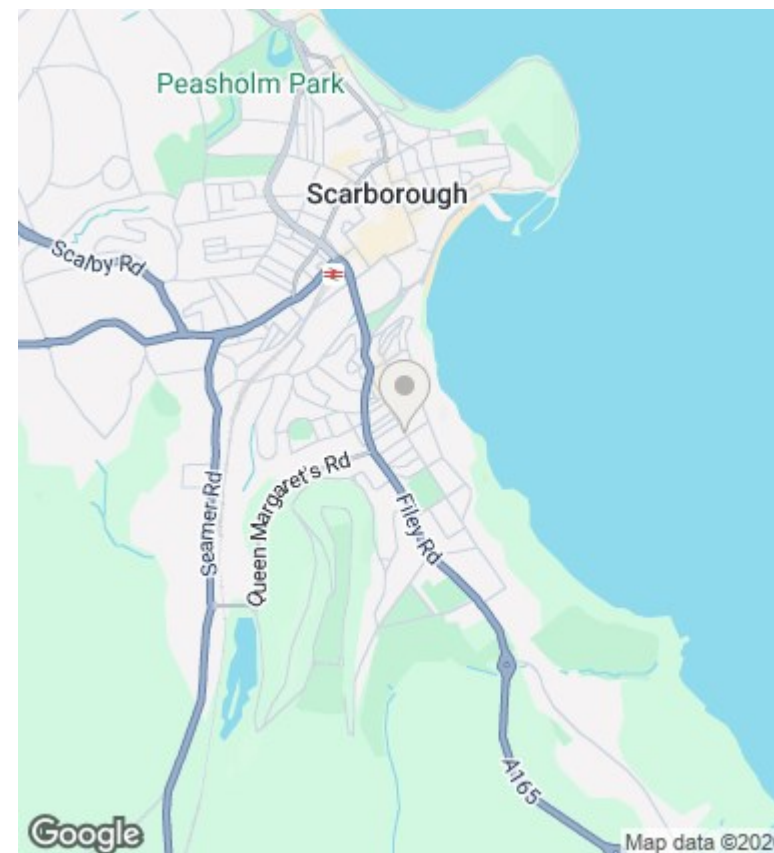 Peasholm Park
Scarborough
Scalby Rd
Queen Margaret's Rd
Seamer Rd
Filey Rd
A165
Google
Map data ©202